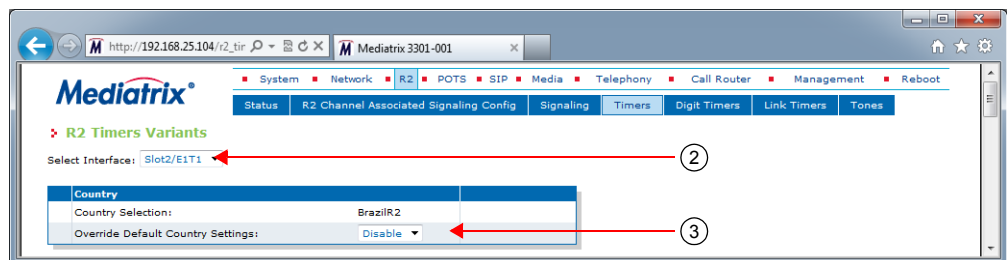 http://192.168.25.104/r2_tir
Mediatrix 3301-001
Mediatrix®
System Network R2 POTS SIP Media Telephony Call Router Management Reboot
Status R2 Channel Associated Signaling Config Signaling Timers Digit Timers Link Timers Tones
R2 Timers Variants
Select Interface: Slot2/E1T1
2
Country
Country Selection: BrazilR2
Override Default Country Settings: Disable
3